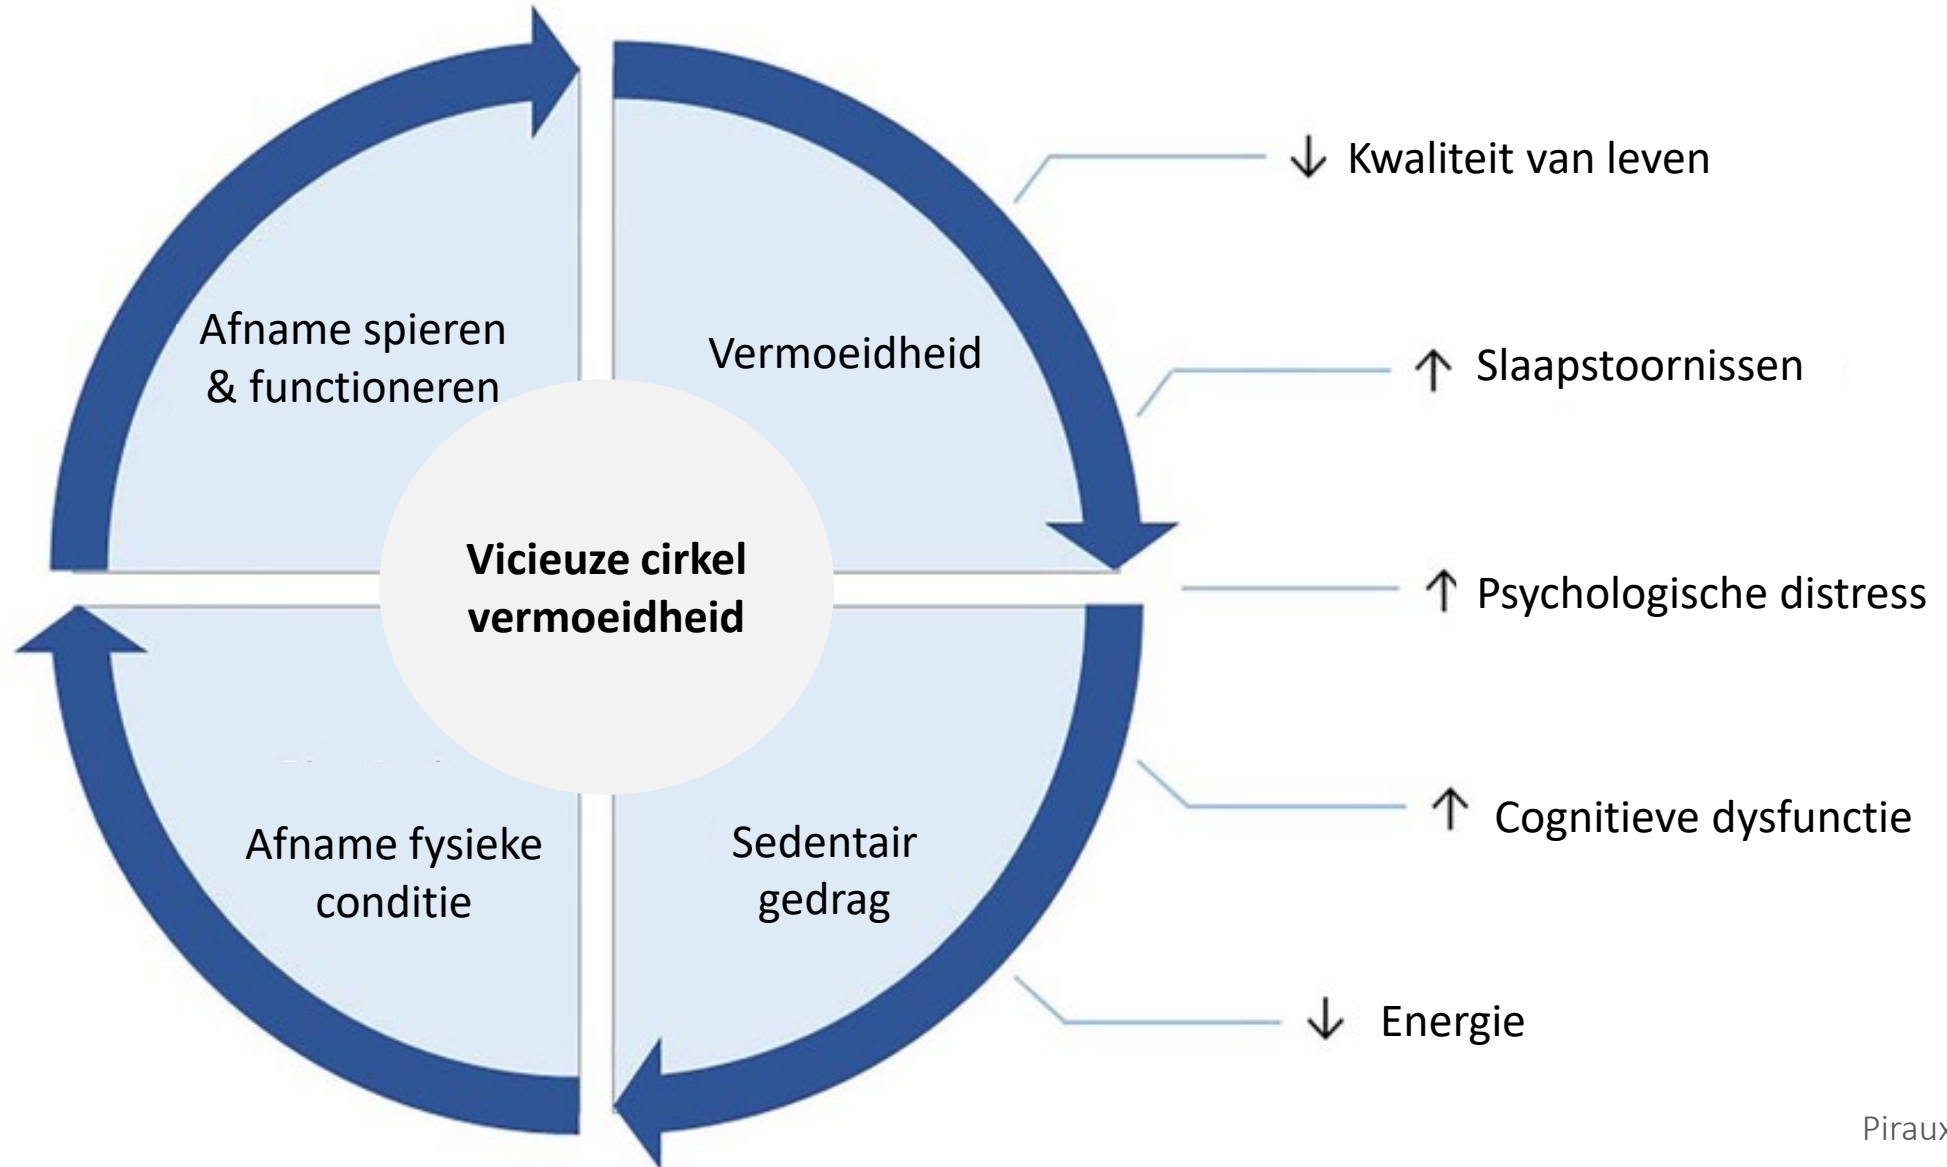 ↓ Kwaliteit van leven
Afname spieren
& functioneren
Vermoeidheid
↑ Slaapstoornissen
Vicieuze cirkel
vermoeidheid
↑ Psychologische distress
Afname fysieke
conditie
Sedentair
gedrag
↑ Cognitieve dysfunctie
↓ Energie
Piraux